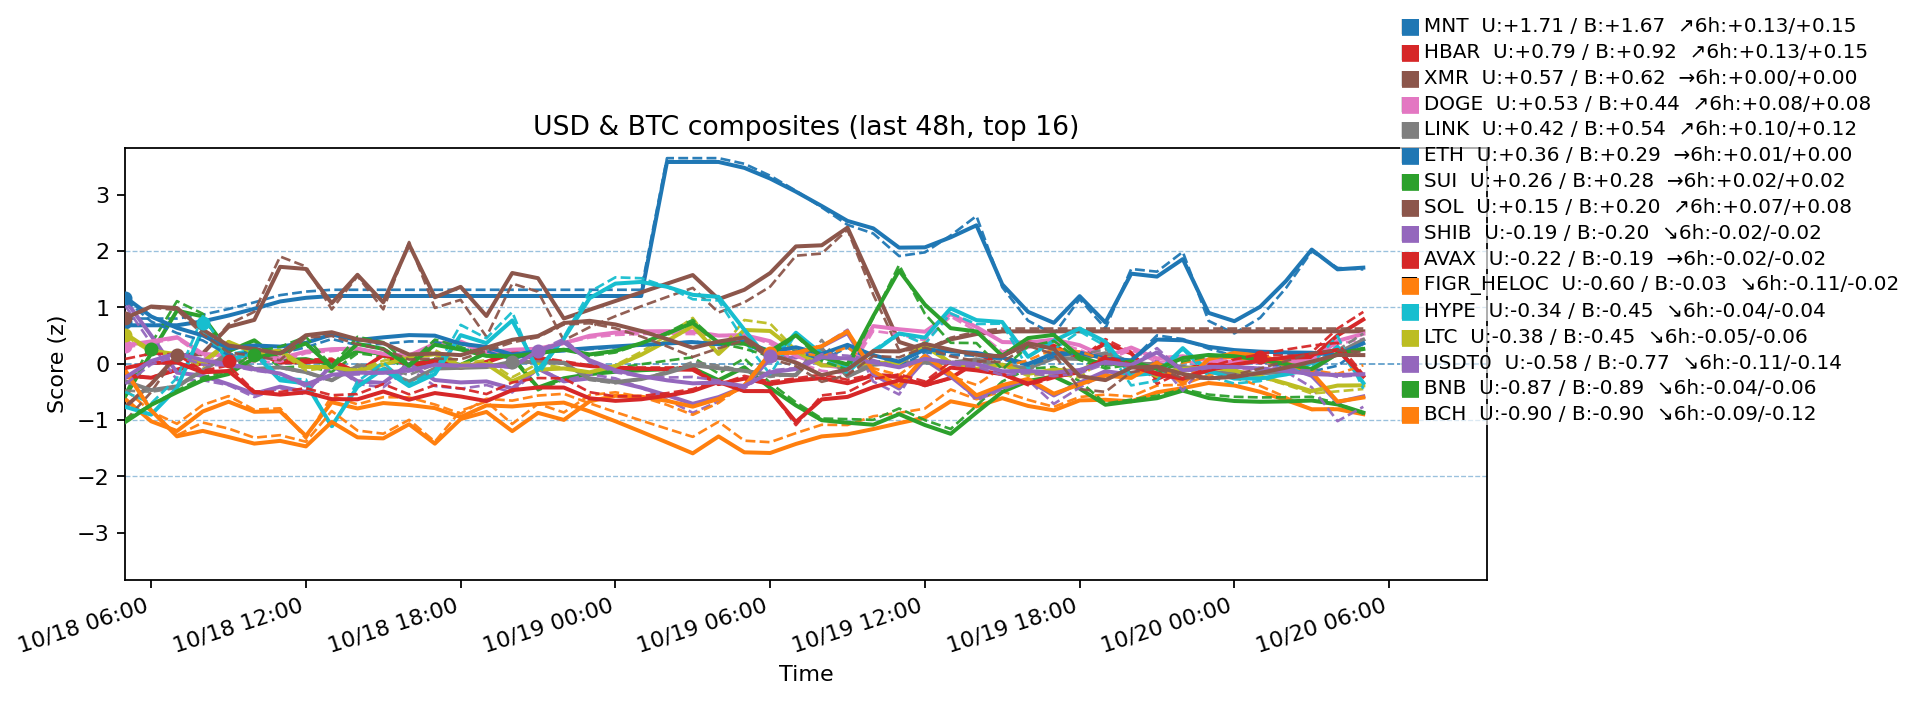 MNT  U:+1.71 / B:+1.67  ↗6h:+0.13/+0.15
HBAR  U:+0.79 / B:+0.92  ↗6h:+0.13/+0.15
XMR  U:+0.57 / B:+0.62  →6h:+0.00/+0.00
DOGE  U:+0.53 / B:+0.44  ↗6h:+0.08/+0.08
LINK  U:+0.42 / B:+0.54  ↗6h:+0.10/+0.12
ETH  U:+0.36 / B:+0.29  →6h:+0.01/+0.00
SUI  U:+0.26 / B:+0.28  →6h:+0.02/+0.02
SOL  U:+0.15 / B:+0.20  ↗6h:+0.07/+0.08
SHIB  U:-0.19 / B:-0.20  ↘6h:-0.02/-0.02
AVAX  U:-0.22 / B:-0.19  →6h:-0.02/-0.02
FIGR_HELOC  U:-0.60 / B:-0.03  ↘6h:-0.11/-0.02
HYPE  U:-0.34 / B:-0.45  ↘6h:-0.04/-0.04
LTC  U:-0.38 / B:-0.45  ↘6h:-0.05/-0.06
USDT0  U:-0.58 / B:-0.77  ↘6h:-0.11/-0.14
BNB  U:-0.87 / B:-0.89  ↘6h:-0.04/-0.06
BCH  U:-0.90 / B:-0.90  ↘6h:-0.09/-0.12
USD & BTC composites (last 48h, top 16)
Score (z)
3
2
1
0
−1
−2
−3
10/18 06:00
10/18 12:00
10/18 18:00
10/19 00:00
10/19 06:00
10/19 12:00
10/19 18:00
10/20 00:00
10/20 06:00
Time